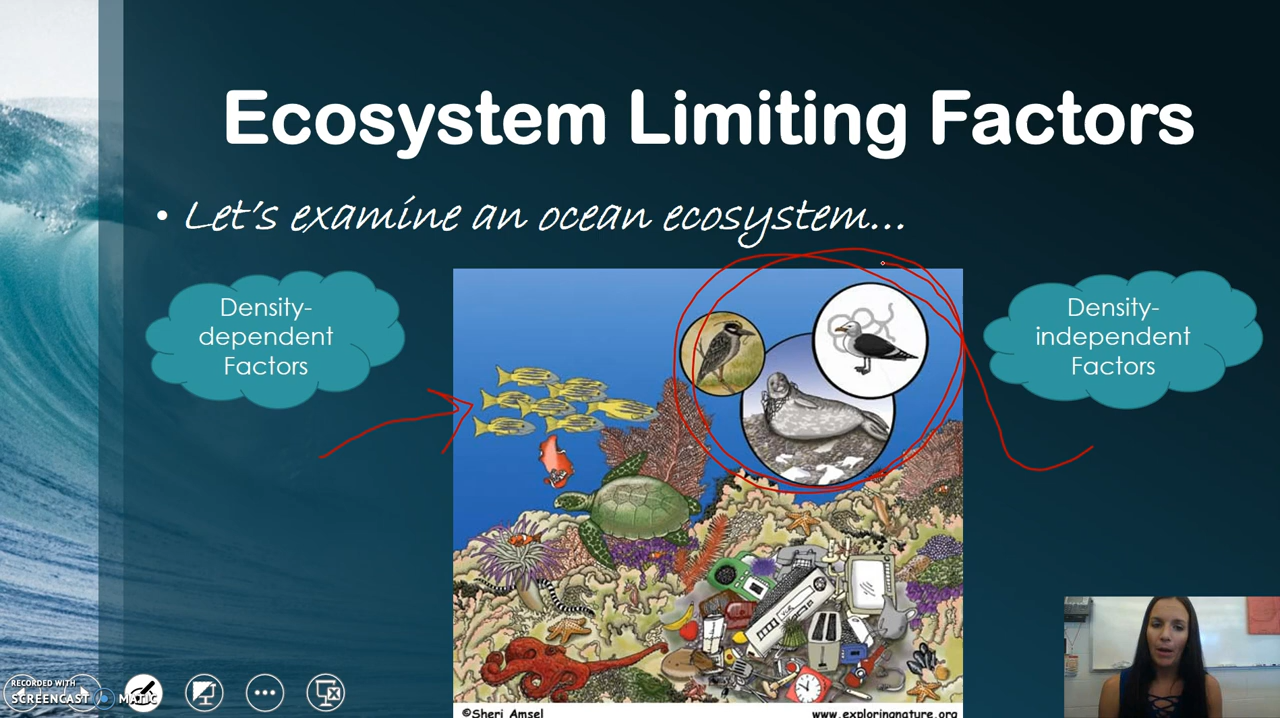 Ecosystem Limiting Factors
• Let's examine an ocean ecosystem...
Density-
dependent
Factors
Density-
independent
Factors
RECORDED WITH
SCREENCAST MATIC
©Sheri Amsel
www.exploringnature.org